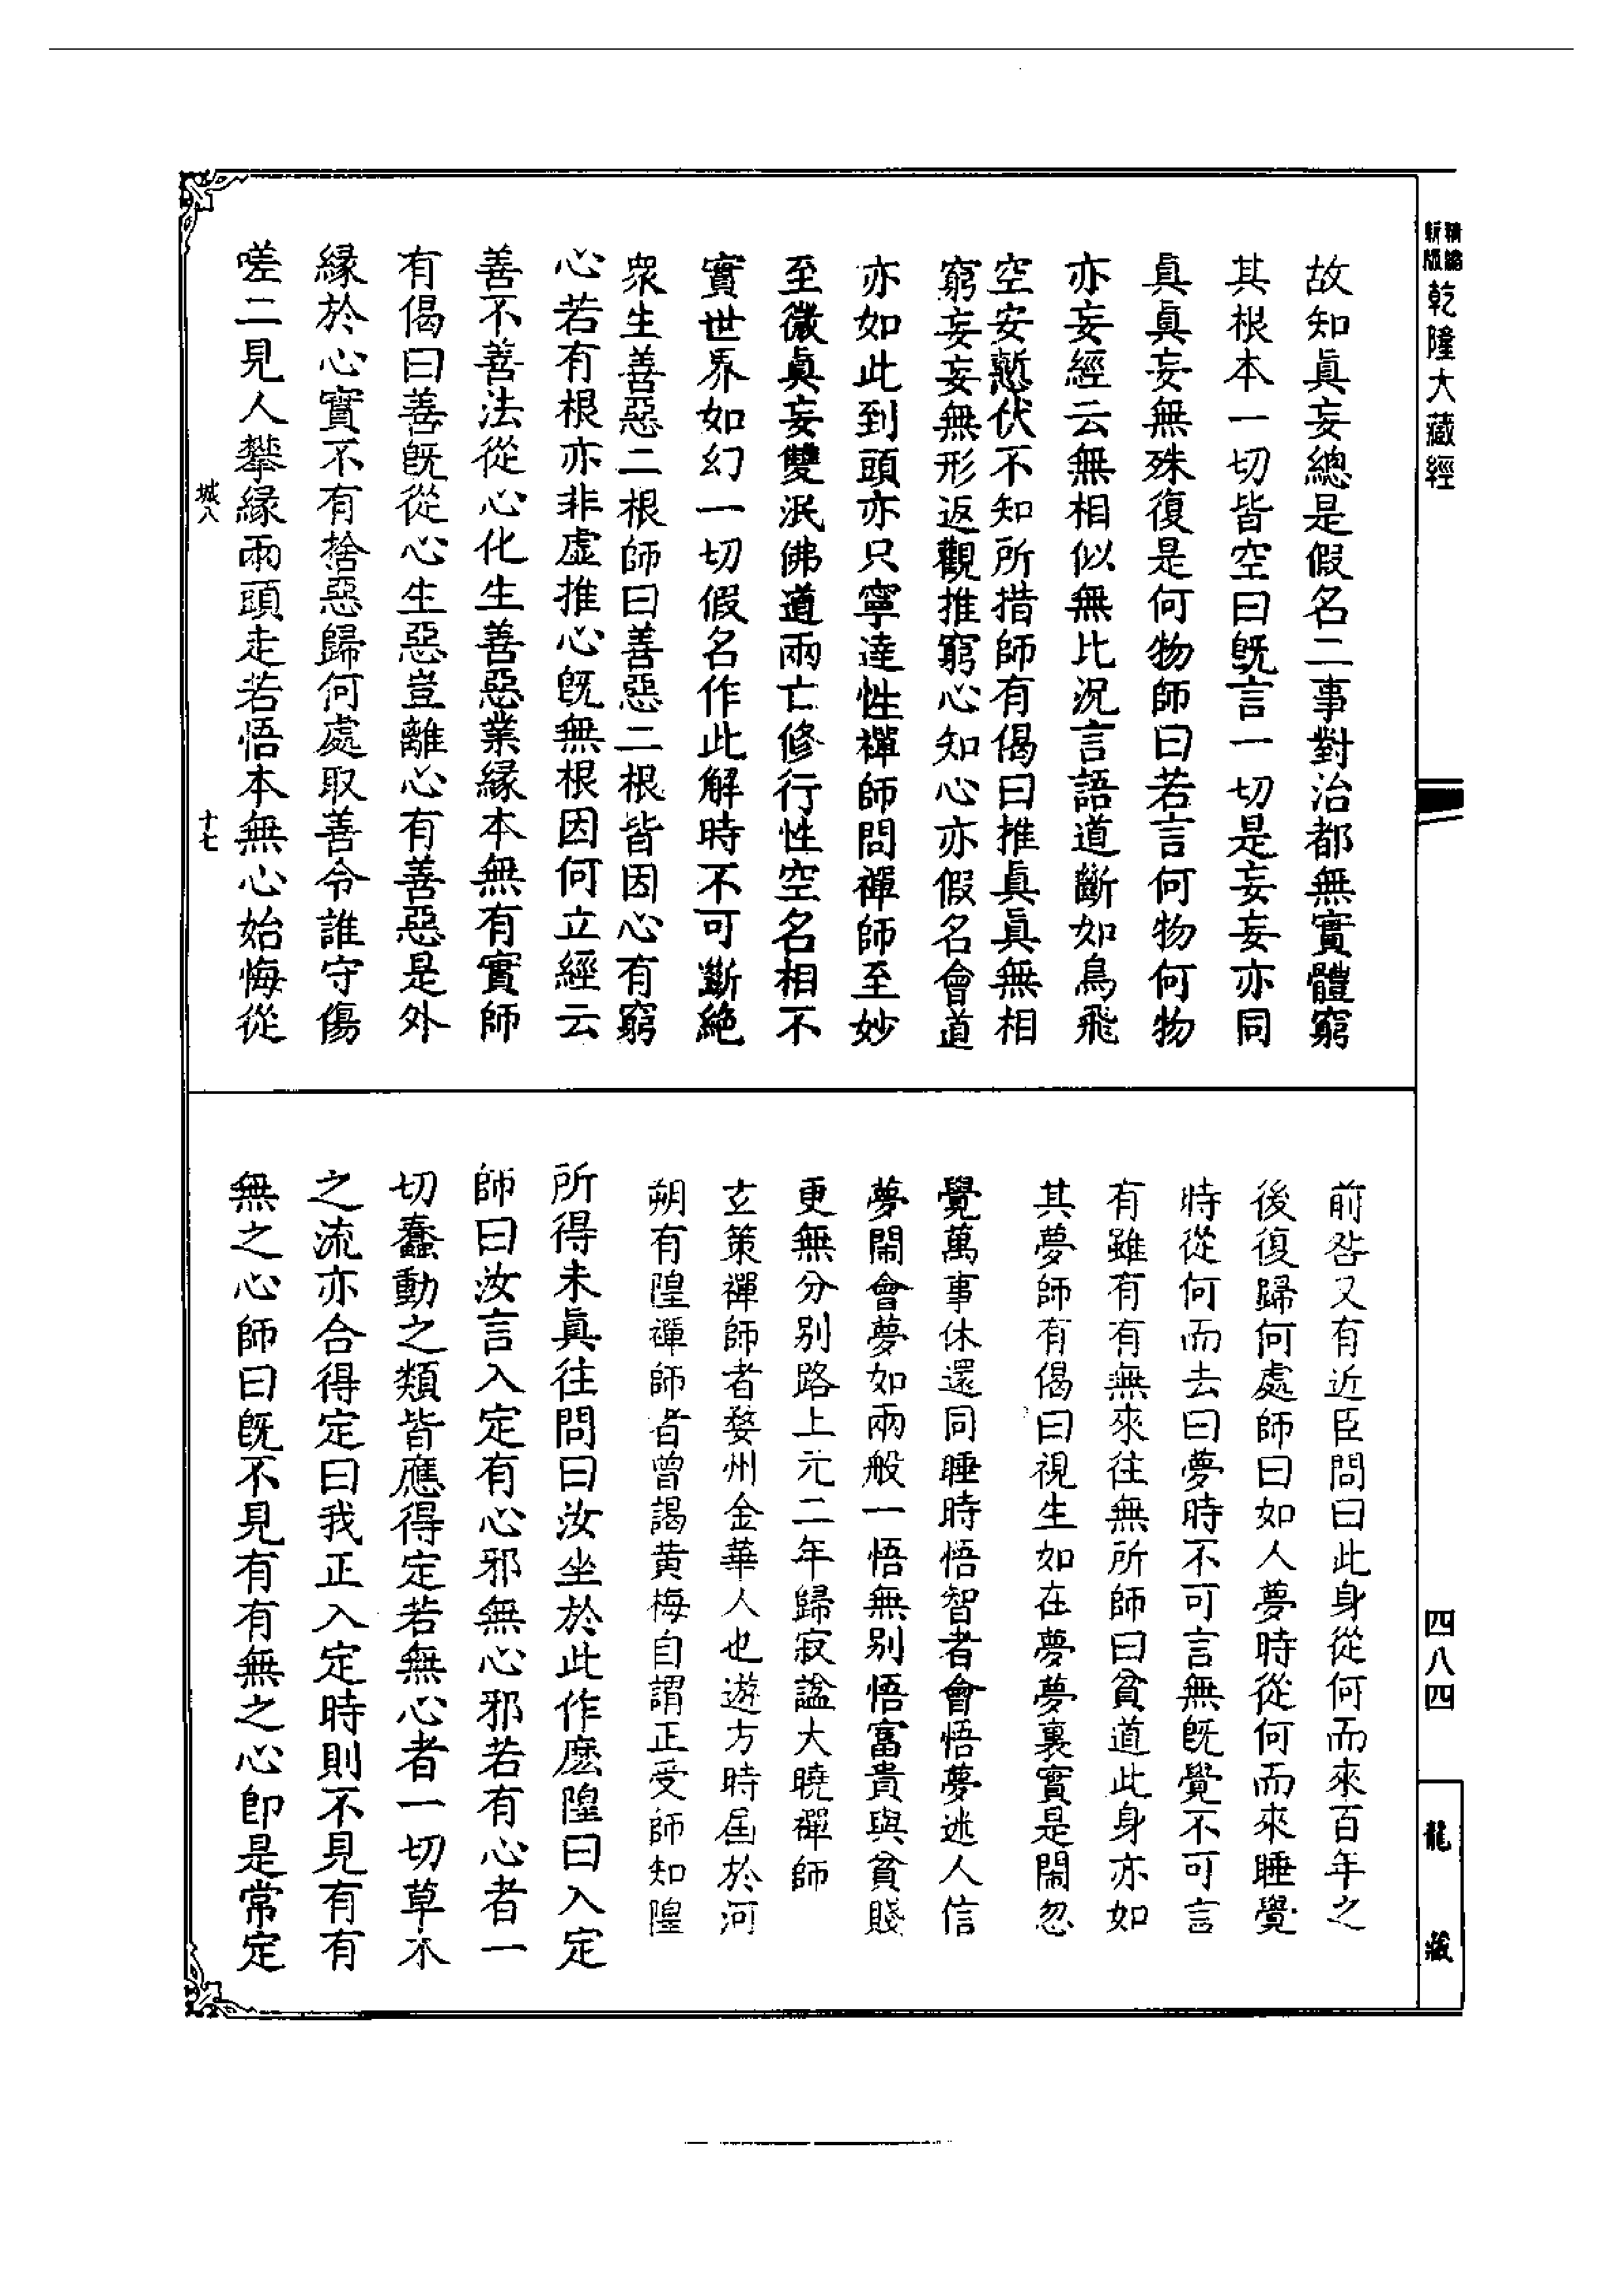 精縮
新版
乾隆大藏經
四八四
龍藏
故知眞妄總是假名二事對治都無實體窮
其根本一切皆空曰旣言一切是妄妄亦同
眞眞妄無殊復是何物師曰若言何物何物
亦妄經云無相似無比況言語道斷如鳥飛
空安慙伏不知所措師有偈曰推眞眞無相
窮妄妄無形返觀推窮心知心亦假名會道
亦如此到頭亦只寧達性禪師問禪師至妙
至微眞妄雙泯佛道兩亡修行性空名相不
實世界如幻一切假名作此解時不可斷絶
衆生善惡二根師曰善惡二根皆因心有窮
心若有根亦非虛推心旣無根因何立經云
善不善法從心化生善惡業緣本無有實師
有偈曰善旣從心生惡豈離心有善惡是外
緣於心實不有捨惡歸何處取善令誰守傷
嗟二見人攀緣兩頭走若悟本無心始悔從
城八
十七
前咎又有近臣問曰此身從何而來百年之
後復歸何處師曰如人夢時從何而來睡覺
時從何而去曰夢時不可言無旣覺不可言
有雖有有無來往無所師曰貧道此身亦如
其夢師有偈曰視生如在夢夢裏實是閙忽
覺萬事休還同睡時悟智者會悟夢迷人信
夢閙會夢如兩般一悟無別悟富貴與貧賤
更無分別路上元二年歸寂諡大曉禪師
玄策禪師者婺州金華人也遊方時屆於河
朔有隍禪師者曾謁黃梅自謂正受師知隍
所得未眞往問曰汝坐於此作麽隍曰入定
師曰汝言入定有心邪無心邪若有心者一
切蠢動之類皆應得定若無心者一切草木
之流亦合得定曰我正入定時則不見有有
無之心師曰旣不見有有無之心卽是常定